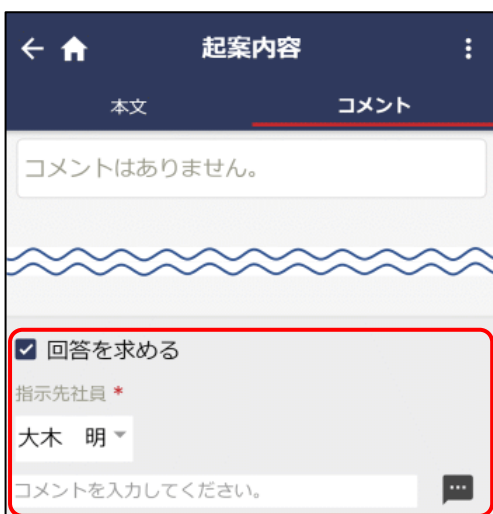 起案内容
本文 コメント
コメントはありません。
回答を求める
指示先社員 *
大木　明
コメントを入力してください。